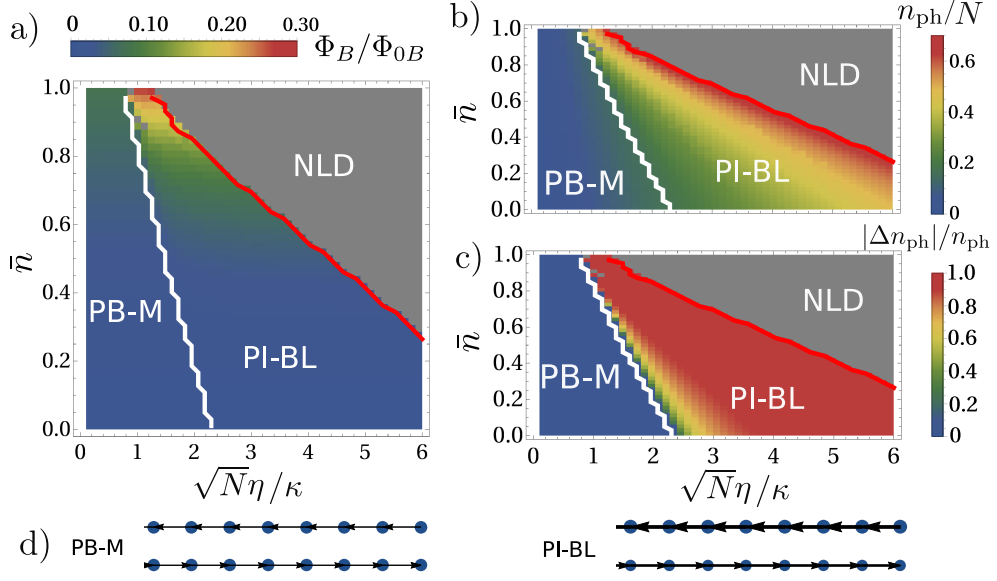 a)
0 0.10 0.20 0.30
Φ_B/Φ_{0B}
1.0
0.8
0.6
0.4
0.2
0.0
n̄
NLD
PB-M
PI-BL
0 1 2 3 4 5 6
√N η/κ
b)
n_ph/N
1.0
0.8
0.6
0.4
0.2
0.0
n̄
NLD
PB-M
PI-BL
0.6
0.4
0.2
0
c)
|Δn_ph|/n_ph
1.0
0.8
0.6
0.4
0.2
0.0
n̄
NLD
PB-M
PI-BL
1.0
0.8
0.6
0.4
0.2
0
0 1 2 3 4 5 6
√N η/κ
d)
PB-M
PI-BL